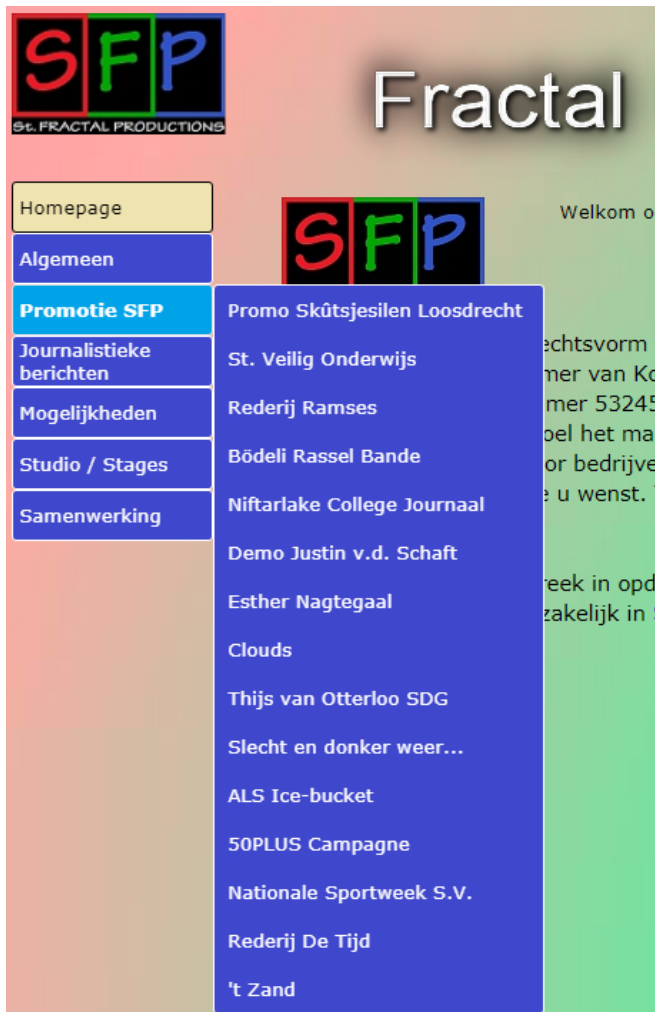 SFP
St. FRACTAL PRODUCTIONS
Fractal
Homepage
Algemeen
Promotie SFP
Journalistieke
berichten
Mogelijkheden
Studio / Stages
Samenwerking
SFP
Welkom o
Promo Skûtsjesilen Loosdrecht
St. Veilig Onderwijs
Rederij Ramses
Bödeli Rassel Bande
Niftarlake College Journaal
Demo Justin v.d. Schaft
Esther Nagtegaal
Clouds
Thijs van Otterloo SDG
Slecht en donker weer...
ALS Ice-bucket
50PLUS Campagne
Nationale Sportweek S.V.
Rederij De Tijd
't Zand
echtsvorm
mer van Ko
mer 53245
oel het ma
or bedrijve
e u wenst.
reek in opd
zakelijk in